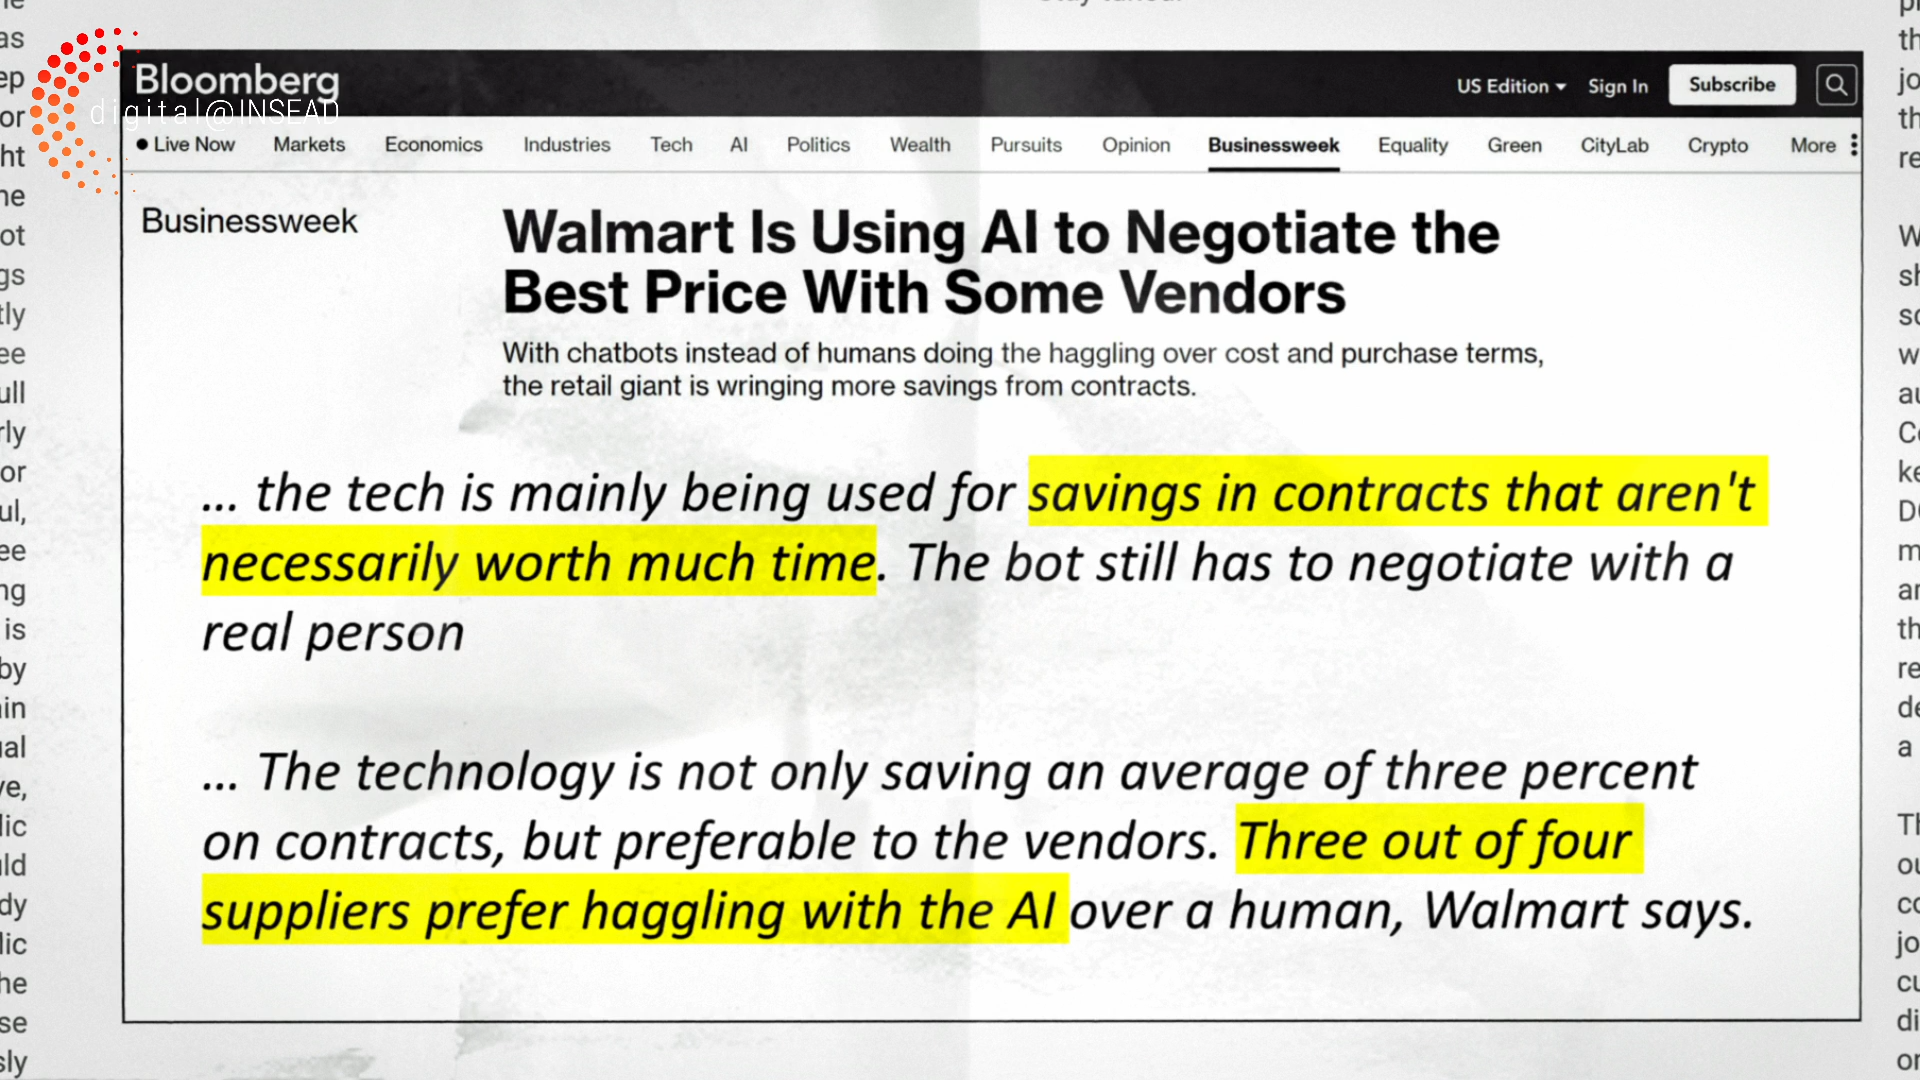 Bloomberg
digital@INSEAD
US Edition Sign In Subscribe
Live Now Markets Economics Industries Tech AI Politics Wealth Pursuits Opinion Businessweek Equality Green CityLab Crypto More
Businessweek
Walmart Is Using AI to Negotiate the
Best Price With Some Vendors
With chatbots instead of humans doing the haggling over cost and purchase terms,
the retail giant is wringing more savings from contracts.
... the tech is mainly being used for savings in contracts that aren't
necessarily worth much time. The bot still has to negotiate with a
real person
... The technology is not only saving an average of three percent
on contracts, but preferable to the vendors. Three out of four
suppliers prefer haggling with the AI over a human, Walmart says.